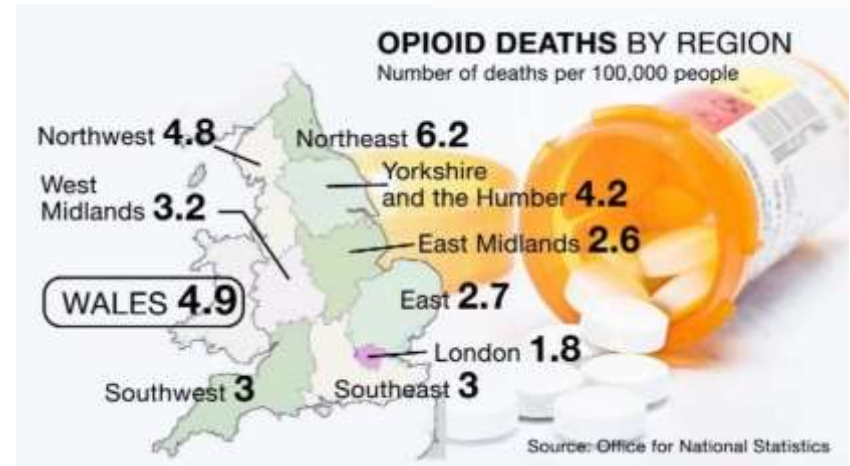 OPIOID DEATHS BY REGION
Number of deaths per 100,000 people
Northwest 4.8
Northeast 6.2
Yorkshire
and the Humber 4.2
West
Midlands 3.2
East Midlands 2.6
WALES 4.9
East 2.7
London 1.8
Southwest 3
Southeast 3
Source: Office for National Statistics